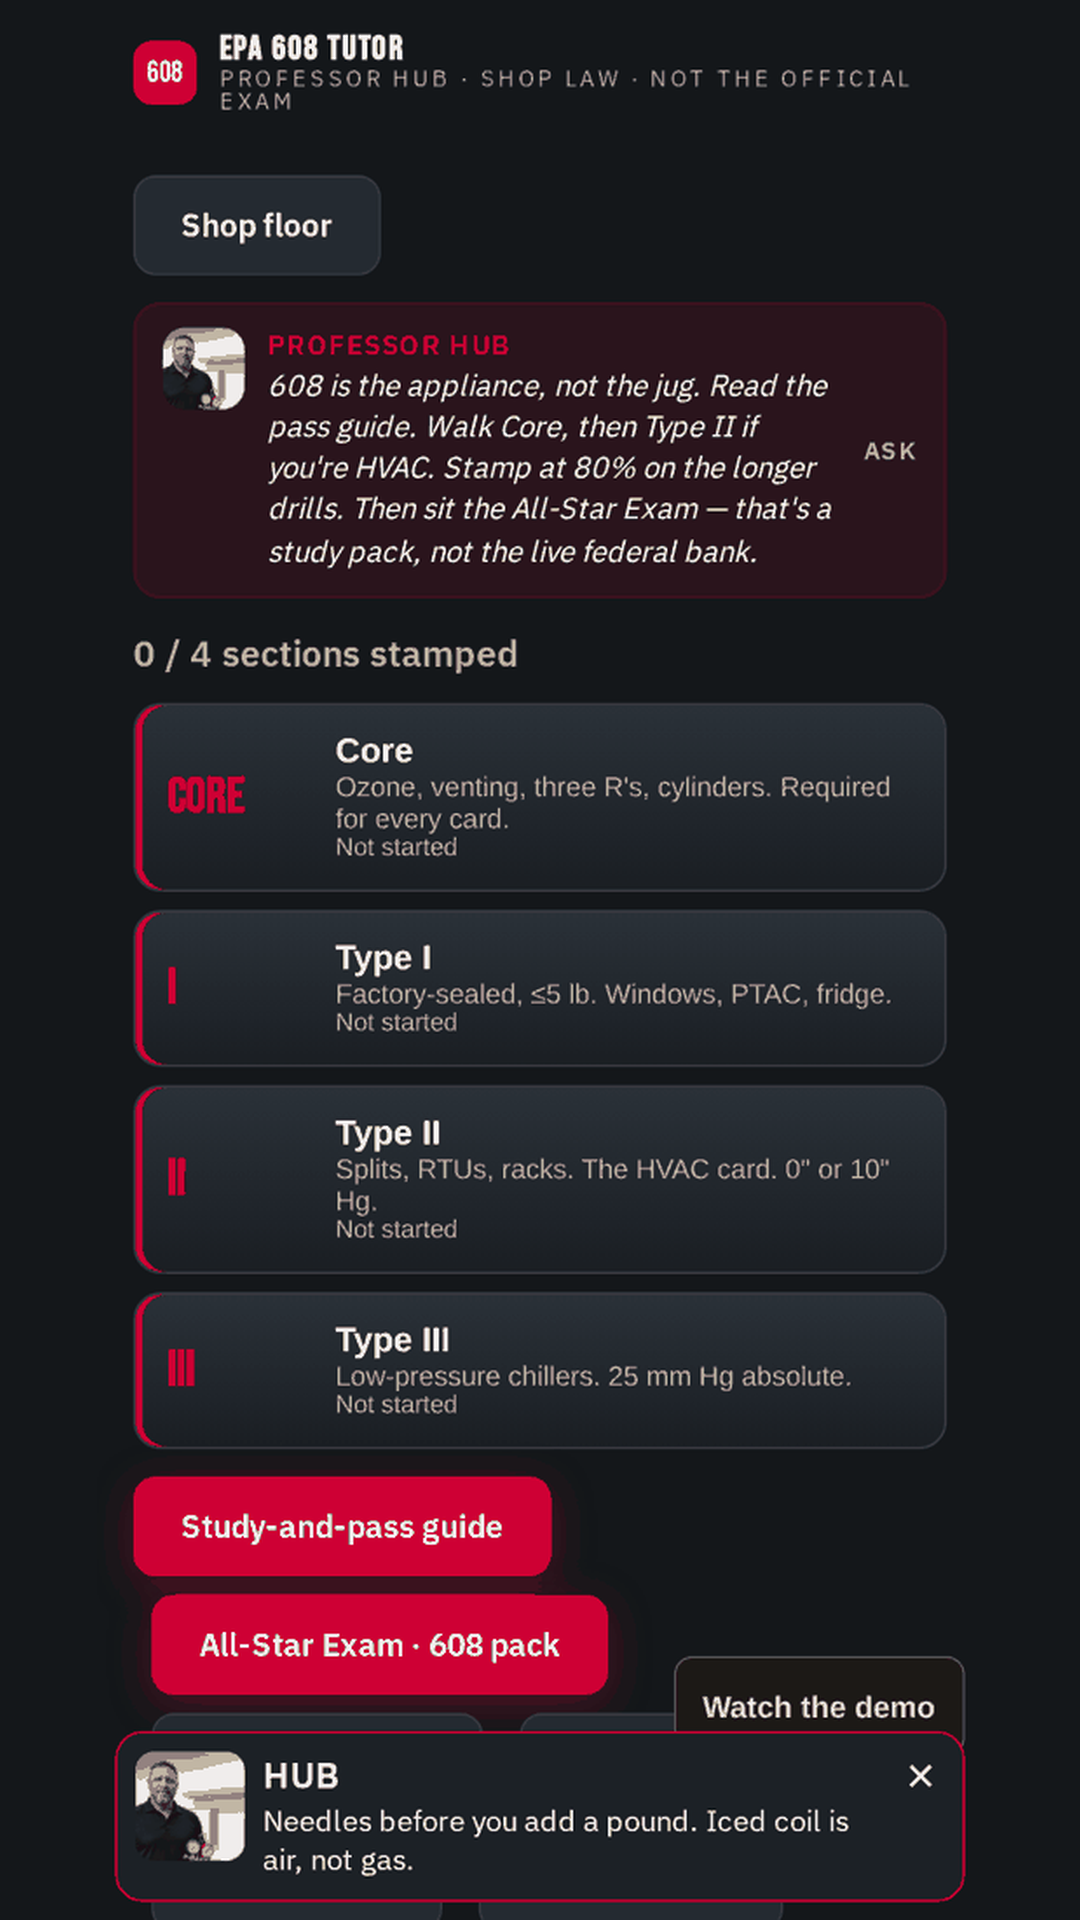 608
EPA 608 TUTOR
PROFESSOR HUB · SHOP LAW · NOT THE OFFICIAL
EXAM
Shop floor
PROFESSOR HUB
608 is the appliance, not the jug. Read the
pass guide. Walk Core, then Type II if
you're HVAC. Stamp at 80% on the longer
drills. Then sit the All-Star Exam — that's a
study pack, not the live federal bank.
ASK
0 / 4 sections stamped
CORE
Core
Ozone, venting, three R's, cylinders. Required
for every card.
Not started
I
Type I
Factory-sealed, ≤5 lb. Windows, PTAC, fridge.
Not started
II
Type II
Splits, RTUs, racks. The HVAC card. 0" or 10"
Hg.
Not started
III
Type III
Low-pressure chillers. 25 mm Hg absolute.
Not started
Study-and-pass guide
All-Star Exam · 608 pack
Watch the demo
HUB
Needles before you add a pound. Iced coil is
air, not gas.